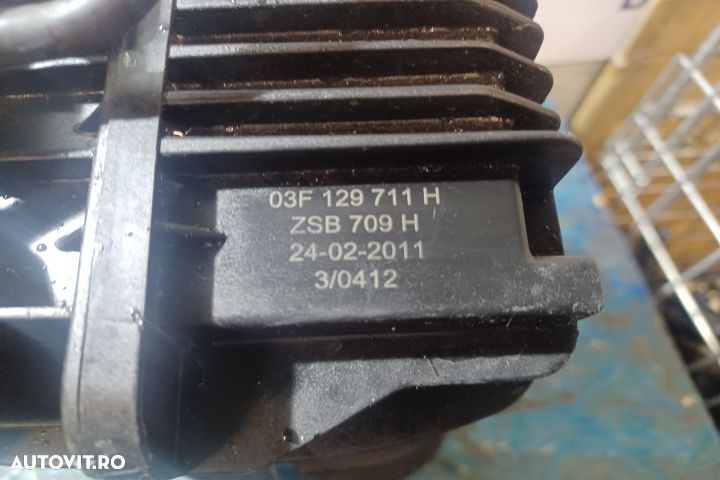 03F 129 711 H
ZSB 709 H
24-02-2011
3/0412
AUTOVIT.RO